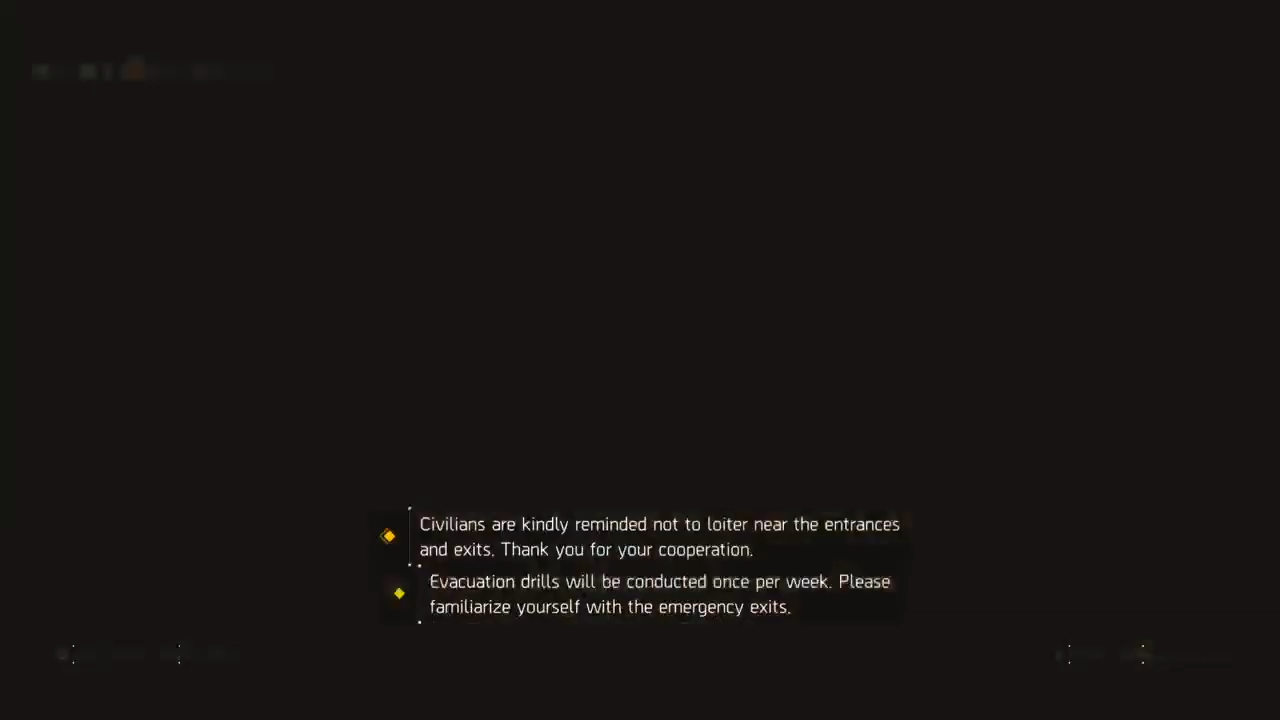 Civilians are kindly reminded not to loiter near the entrances
and exits. Thank you for your cooperation.
Evacuation drills will be conducted once per week. Please
familiarize yourself with the emergency exits.